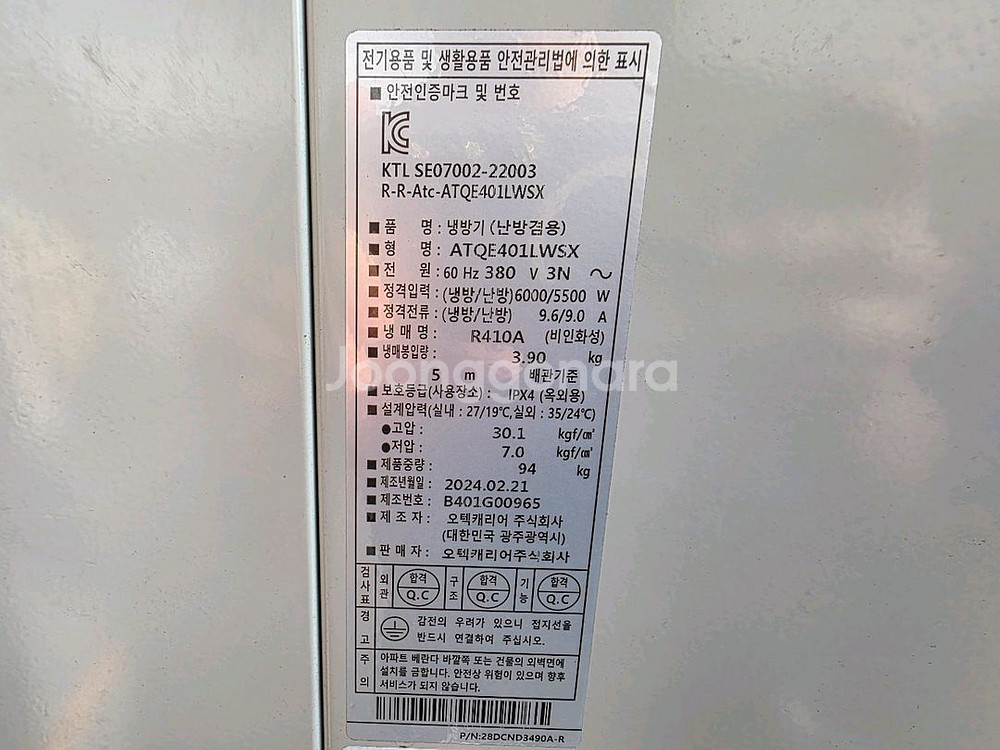 전기용품 및 생활용품 안전관리법에 의한 표시
■ 안전인증마크 및 번호
KC
KTL SE07002-22003
R-R-Atc-ATQE401LWSX
■ 품 명 : 냉방기 (난방겸용)
■ 형 명 : ATQE401LWSX
■ 전 원 : 60 Hz 380 V 3N ~
■ 정격입력 : (냉방/난방)6000/5500 W
■ 정격전류 : (냉방/난방) 9.6/9.0 A
■ 냉 매 명 : R410A (비인화성)
■ 냉매봉입량 : 3.90 kg
5 m 배관기준
Joonggonara
■ 보호등급(사용장소) : IPX4 (옥외용)
■ 설계압력(실내 : 27/19℃,실외 : 35/24℃)
●고압 : 30.1 kgf/㎠
●저압 : 7.0 kgf/㎠
■ 제품중량 : 94 kg
■ 제조년월일 : 2024.02.21
■ 제조번호 : B401G00965
■ 제 조 자 : 오텍캐리어 주식회사
(대한민국 광주광역시)
■ 판 매 자 : 오텍캐리어주식회사
검사표 외관 합격 Q.C 구조 합격 Q.C 기능 합격 Q.C
경고 감전의 우려가 있으니 접지선을
반드시 연결하여 주십시오.
주의 아파트 베란다 바깥쪽 또는 건물의 외벽면에
설치를 금합니다. 안전상 위험이 있으며 향후
서비스가 되지 않습니다.
P/N:28DCND3490A-R